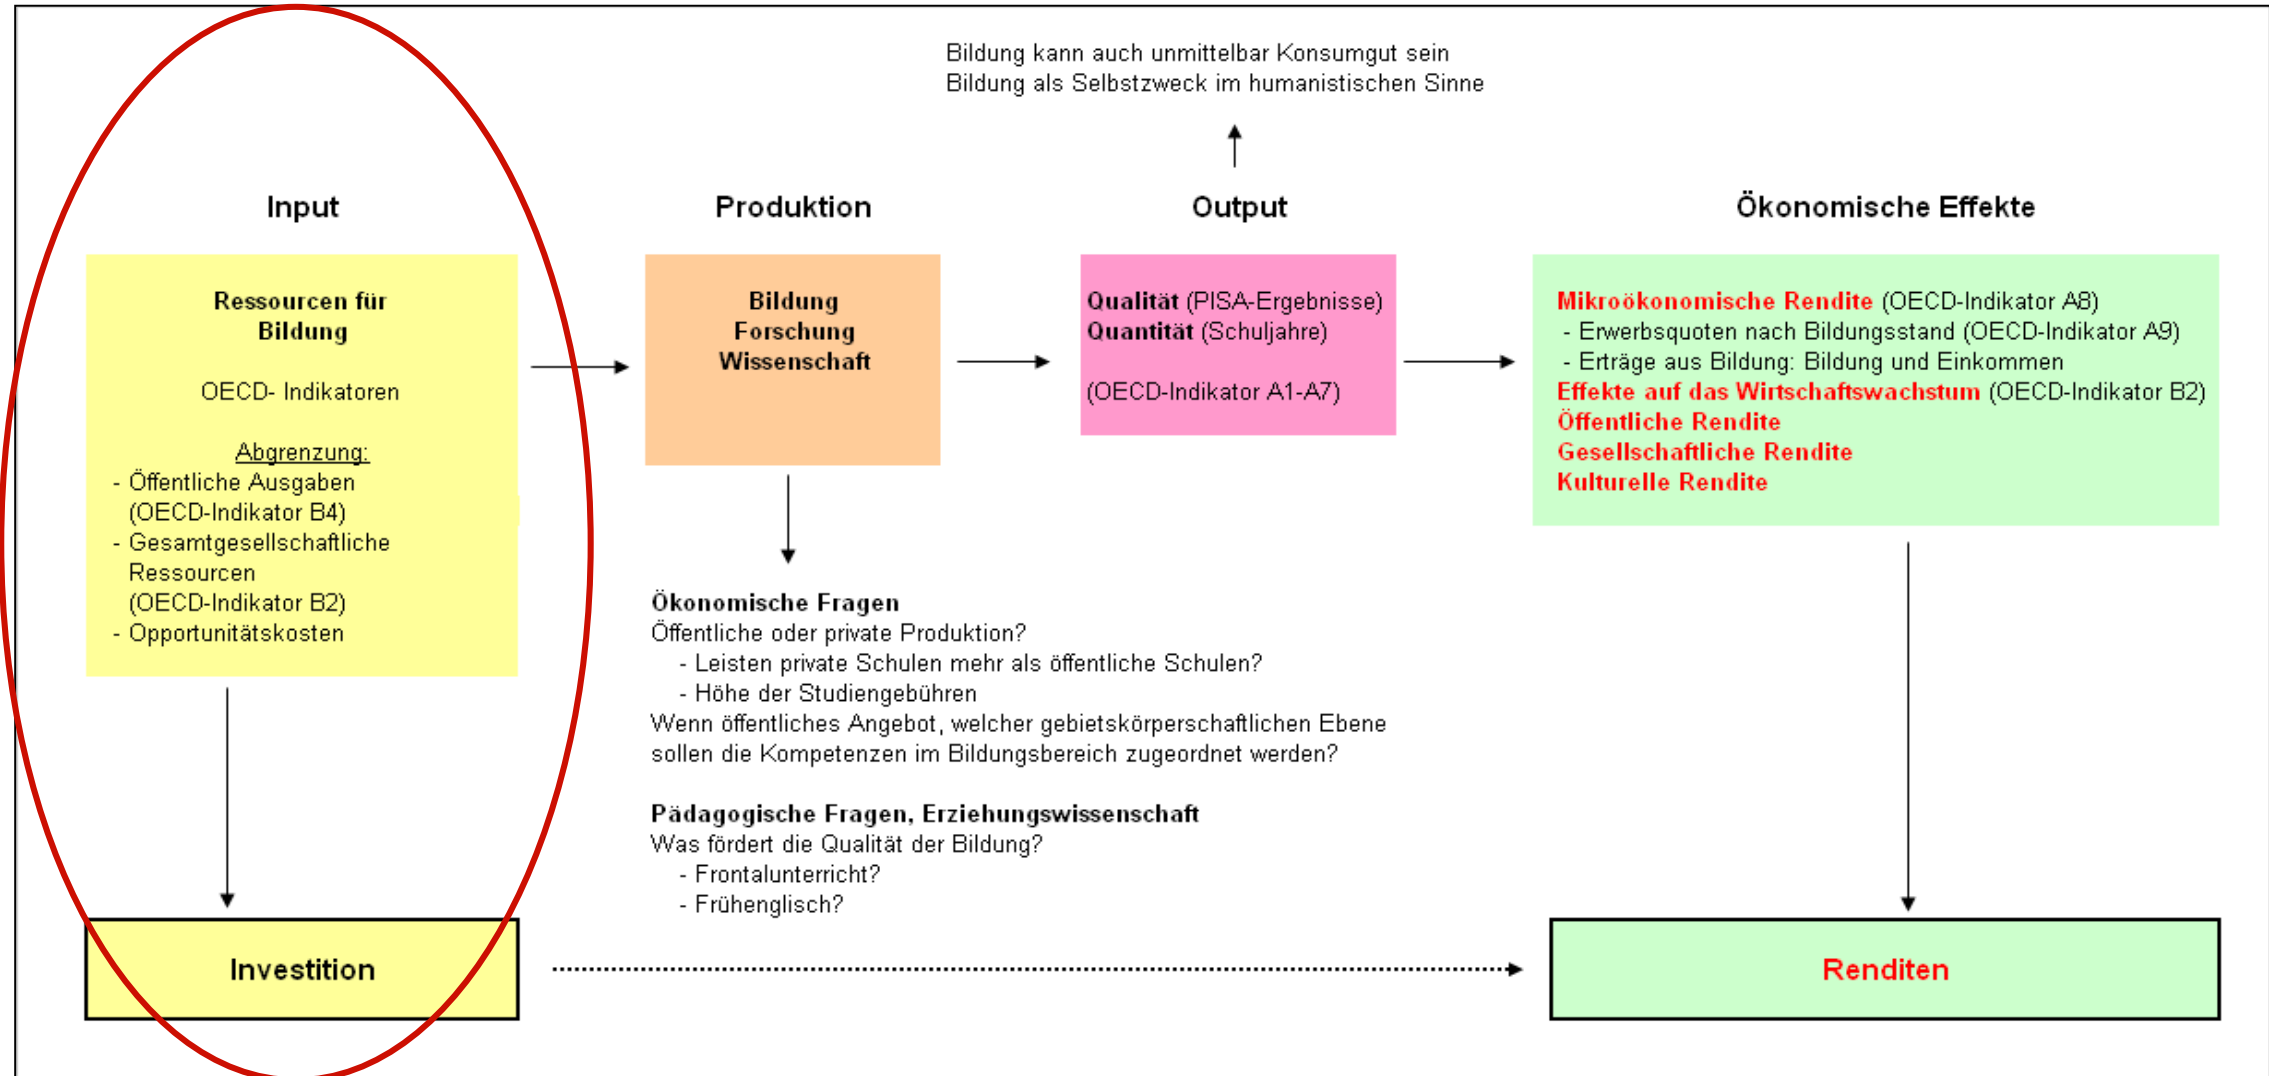 Bildung kann auch unmittelbar Konsumgut sein
Bildung als Selbstzweck im humanistischen Sinne
Input
Ressourcen für
Bildung
OECD- Indikatoren
Abgrenzung:
- Öffentliche Ausgaben
(OECD-Indikator B4)
- Gesamtgesellschaftliche
Ressourcen
(OECD-Indikator B2)
- Opportunitätskosten
Investition
Produktion
Bildung
Forschung
Wissenschaft
Ökonomische Fragen
Öffentliche oder private Produktion?
- Leisten private Schulen mehr als öffentliche Schulen?
- Höhe der Studiengebühren
Wenn öffentliches Angebot, welcher gebietskörperschaftlichen Ebene
sollen die Kompetenzen im Bildungsbereich zugeordnet werden?
Pädagogische Fragen, Erziehungswissenschaft
Was fördert die Qualität der Bildung?
- Frontalunterricht?
- Frühenglisch?
Output
Qualität (PISA-Ergebnisse)
Quantität (Schuljahre)
(OECD-Indikator A1-A7)
Ökonomische Effekte
Mikroökonomische Rendite (OECD-Indikator A8)
- Erwerbsquoten nach Bildungsstand (OECD-Indikator A9)
- Erträge aus Bildung: Bildung und Einkommen
Effekte auf das Wirtschaftswachstum (OECD-Indikator B2)
Öffentliche Rendite
Gesellschaftliche Rendite
Kulturelle Rendite
Renditen